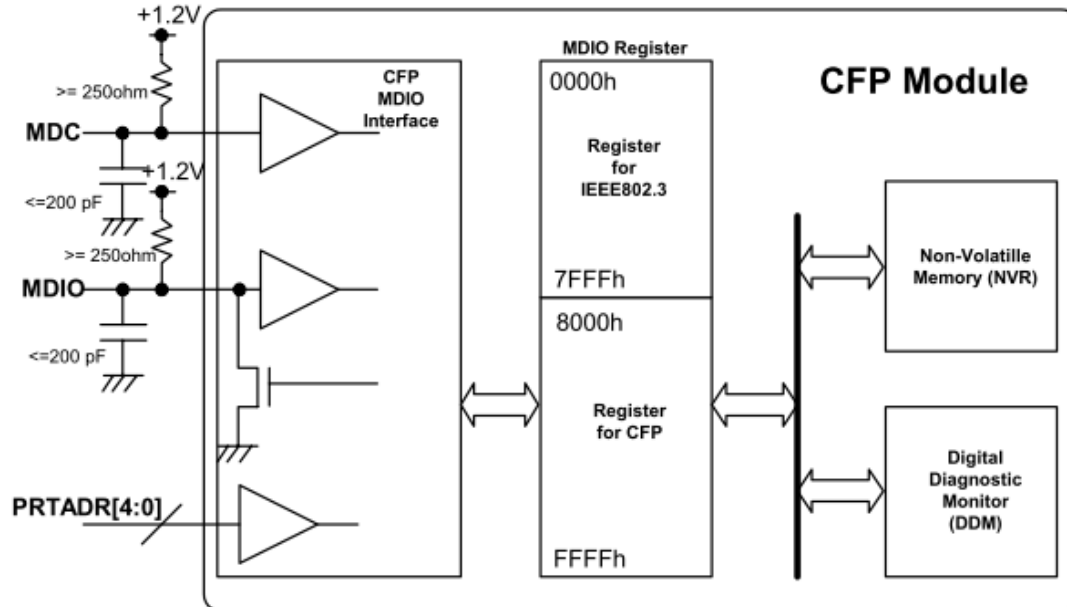 +1.2V
>= 250ohm
MDC
<=200 pF
+1.2V
>= 250ohm
MDIO
<=200 pF
PRTADR[4:0]
CFP
MDIO
Interface
MDIO Register
0000h
Register
for
IEEE802.3
7FFFh
8000h
Register
for CFP
FFFFh
CFP Module
Non-Volatille
Memory (NVR)
Digital
Diagnostic
Monitor
(DDM)